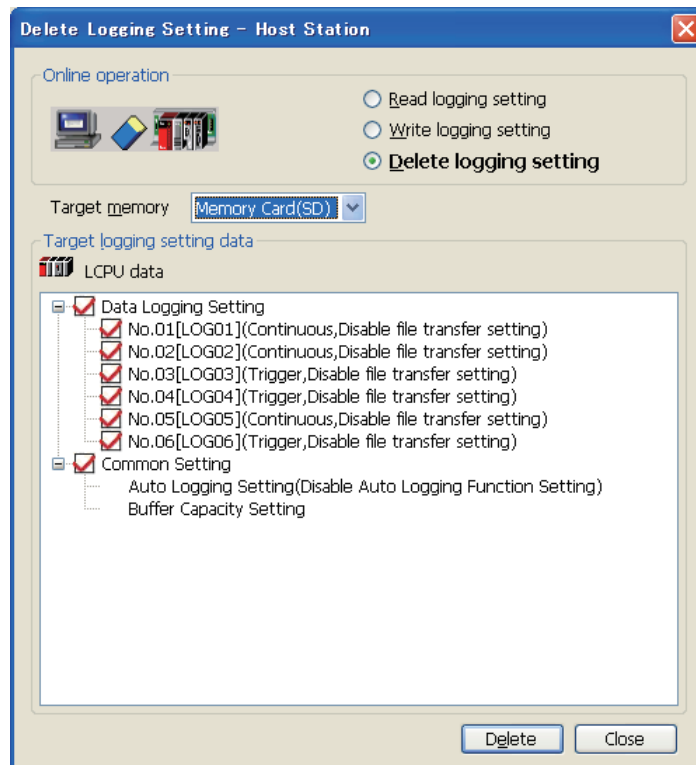 Delete Logging Setting - Host Station
Online operation
Read logging setting
Write logging setting
Delete logging setting
Target memory Memory Card(SD)
Target logging setting data
LCPU data
Data Logging Setting
No.01[LOG01](Continuous,Disable file transfer setting)
No.02[LOG02](Continuous,Disable file transfer setting)
No.03[LOG03](Trigger,Disable file transfer setting)
No.04[LOG04](Trigger,Disable file transfer setting)
No.05[LOG05](Continuous,Disable file transfer setting)
No.06[LOG06](Trigger,Disable file transfer setting)
Common Setting
Auto Logging Setting(Disable Auto Logging Function Setting)
Buffer Capacity Setting
Delete Close